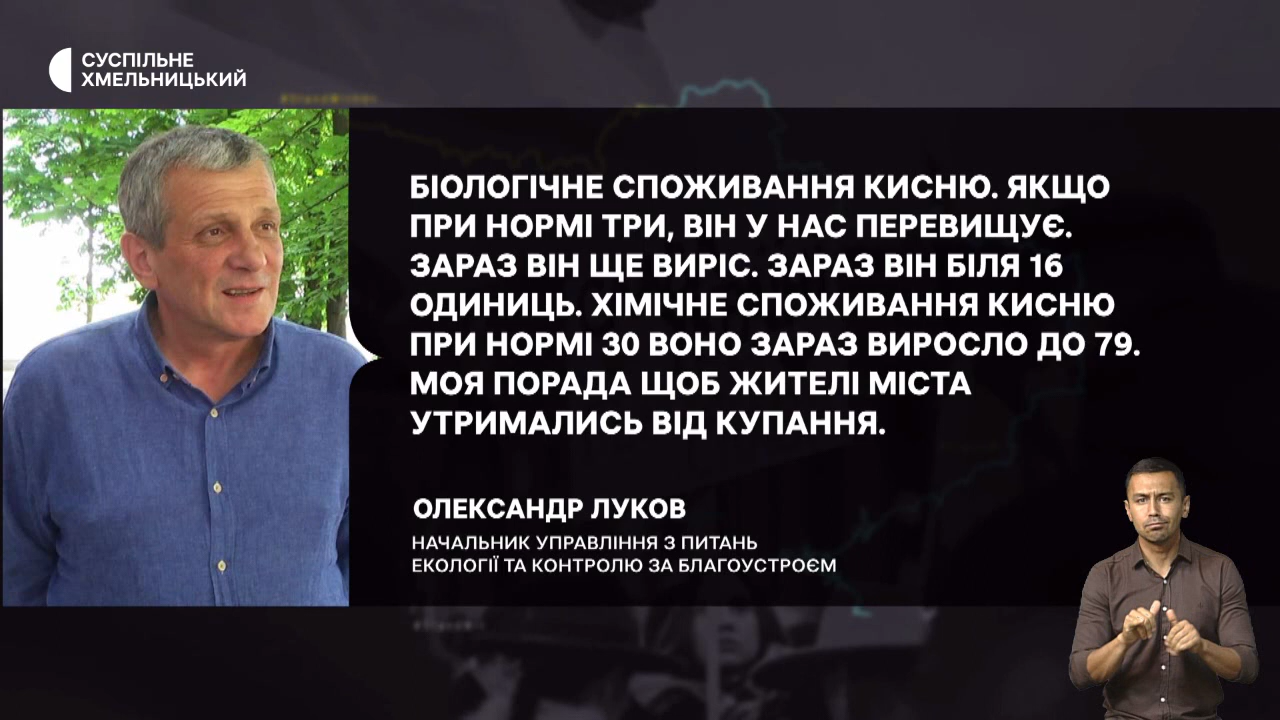 СУСПІЛЬНЕ
ХМЕЛЬНИЦЬКИЙ
БІОЛОГІЧНЕ СПОЖИВАННЯ КИСНЮ. ЯКЩО
ПРИ НОРМІ ТРИ, ВІН У НАС ПЕРЕВИЩУЄ.
ЗАРАЗ ВІН ЩЕ ВИРІС. ЗАРАЗ ВІН БІЛЯ 16
ОДИНИЦЬ. ХІМІЧНЕ СПОЖИВАННЯ КИСНЮ
ПРИ НОРМІ 30 ВОНО ЗАРАЗ ВИРОСЛО ДО 79.
МОЯ ПОРАДА ЩОБ ЖИТЕЛІ МІСТА
УТРИМАЛИСЬ ВІД КУПАННЯ.
ОЛЕКСАНДР ЛУКОВ
НАЧАЛЬНИК УПРАВЛІННЯ З ПИТАНЬ
ЕКОЛОГІЇ ТА КОНТРОЛЮ ЗА БЛАГОУСТРОЄМ